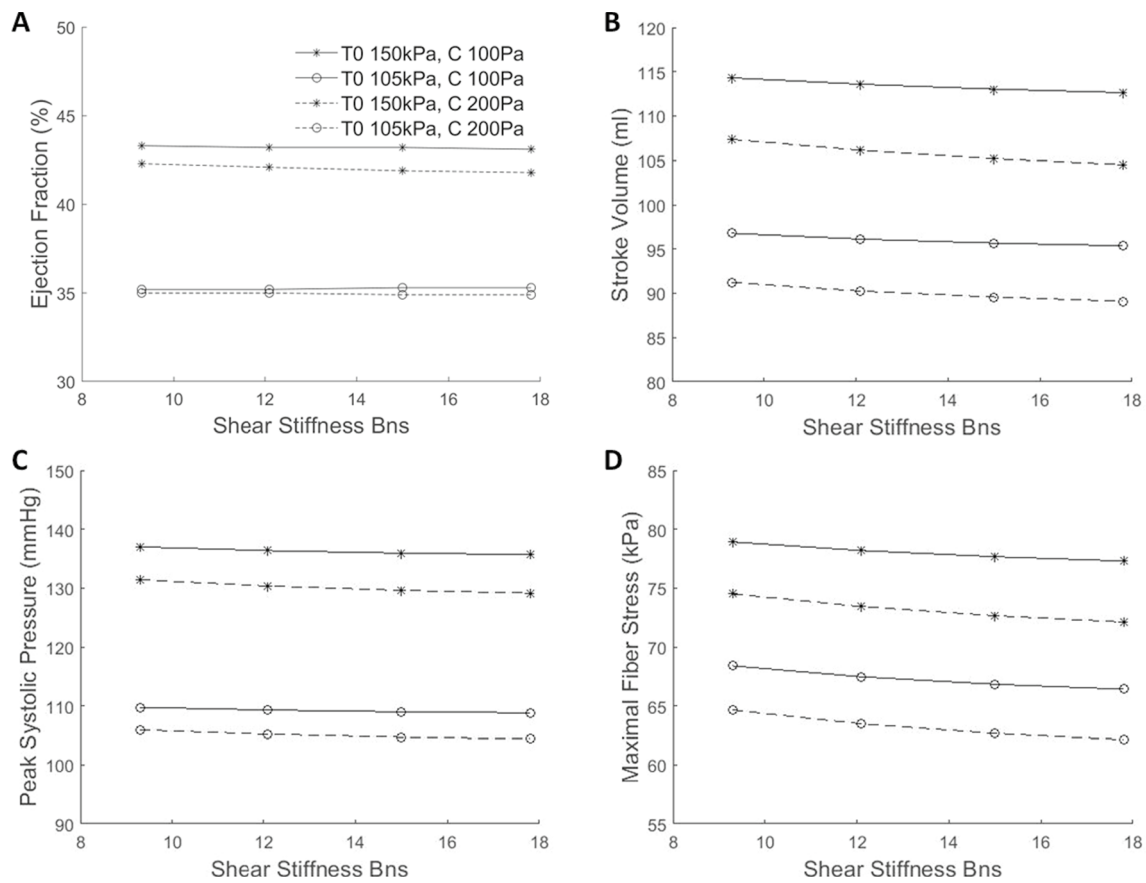 A
50
45
40
35
30
Ejection Fraction (%)
T0 150kPa, C 100Pa
T0 105kPa, C 100Pa
T0 150kPa, C 200Pa
T0 105kPa, C 200Pa
8 10 12 14 16 18
Shear Stiffness Bns
B
120
115
110
105
100
95
90
85
80
Stroke Volume (ml)
8 10 12 14 16 18
Shear Stiffness Bns
C
150
140
130
120
110
100
90
Peak Systolic Pressure (mmHg)
8 10 12 14 16 18
Shear Stiffness Bns
D
85
80
75
70
65
60
55
Maximal Fiber Stress (kPa)
8 10 12 14 16 18
Shear Stiffness Bns